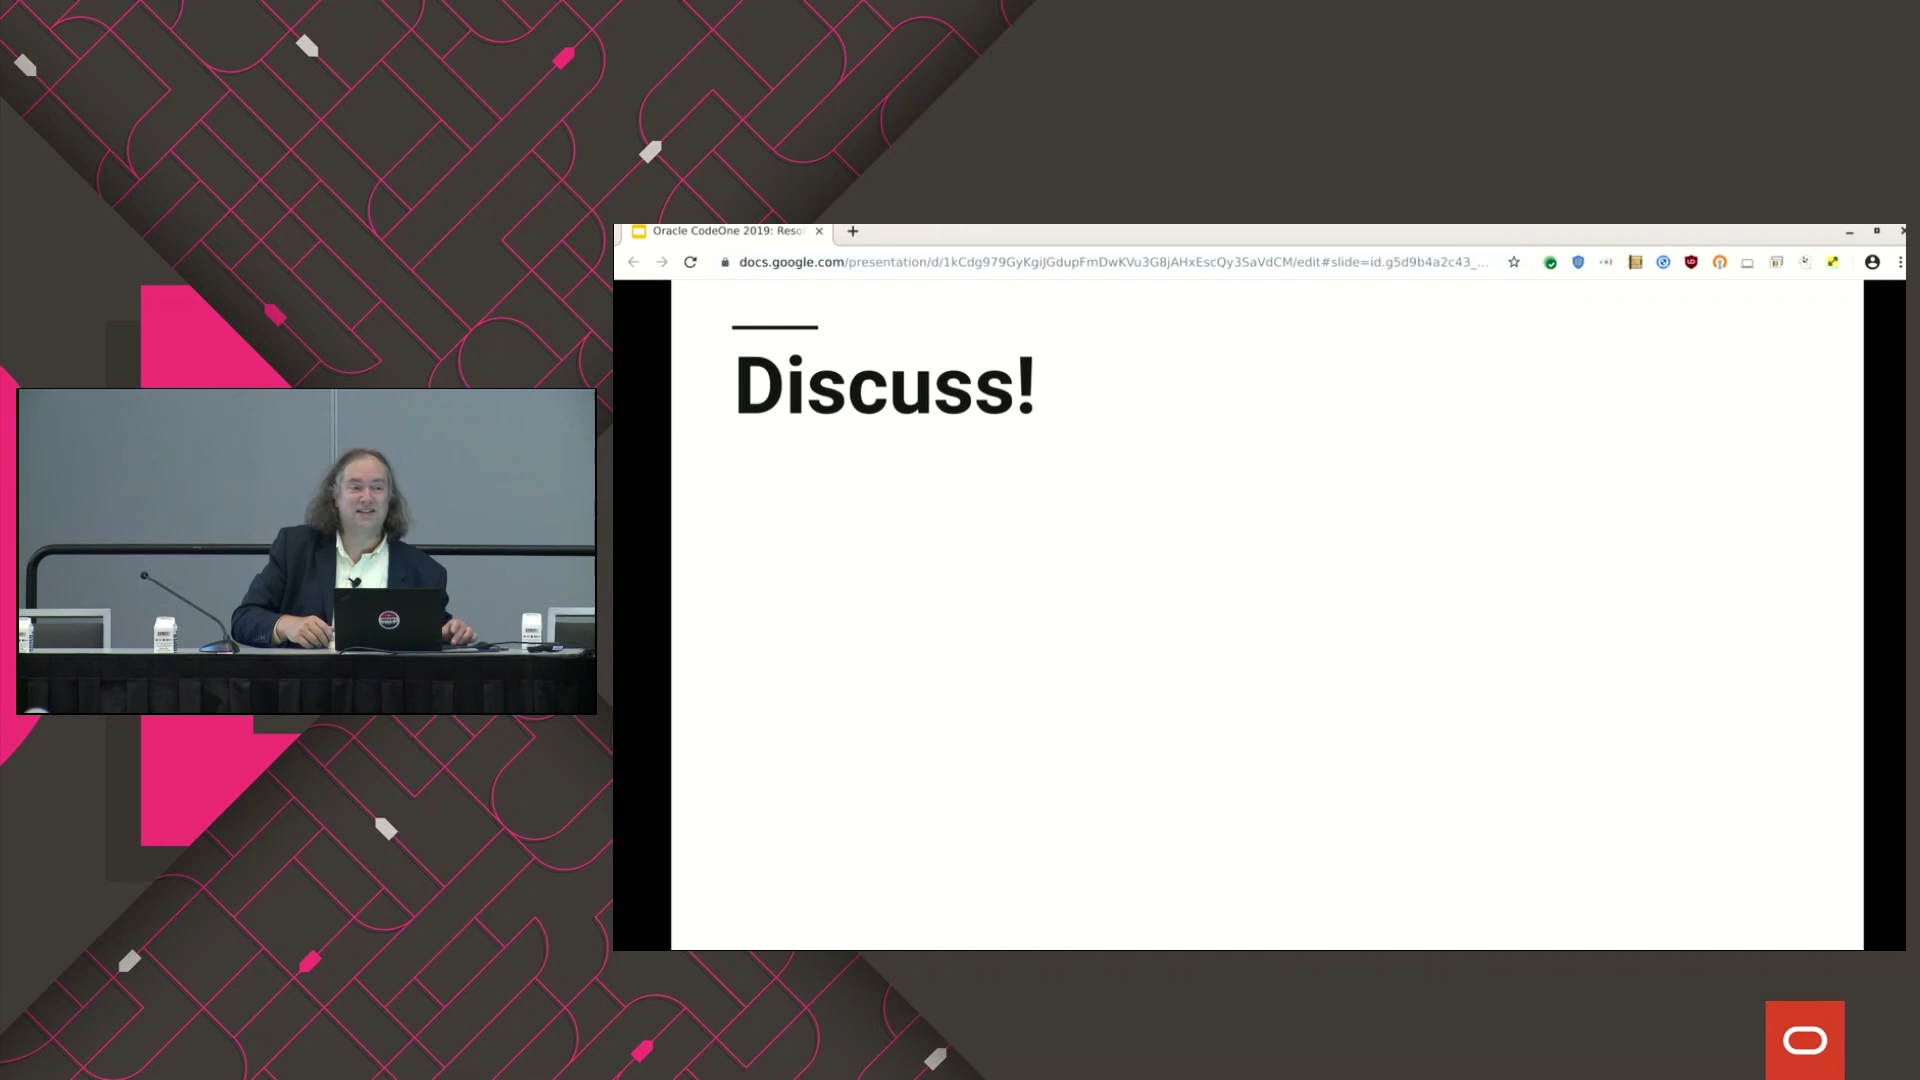 Oracle CodeOne 2019: Reso
docs.google.com/presentation/d/1kCdg979GyKgiJGdupFmDwKVu3G8jAHxEscQy3SaVdCM/edit#slide=id.g5d9b4a2c43_...
Discuss!